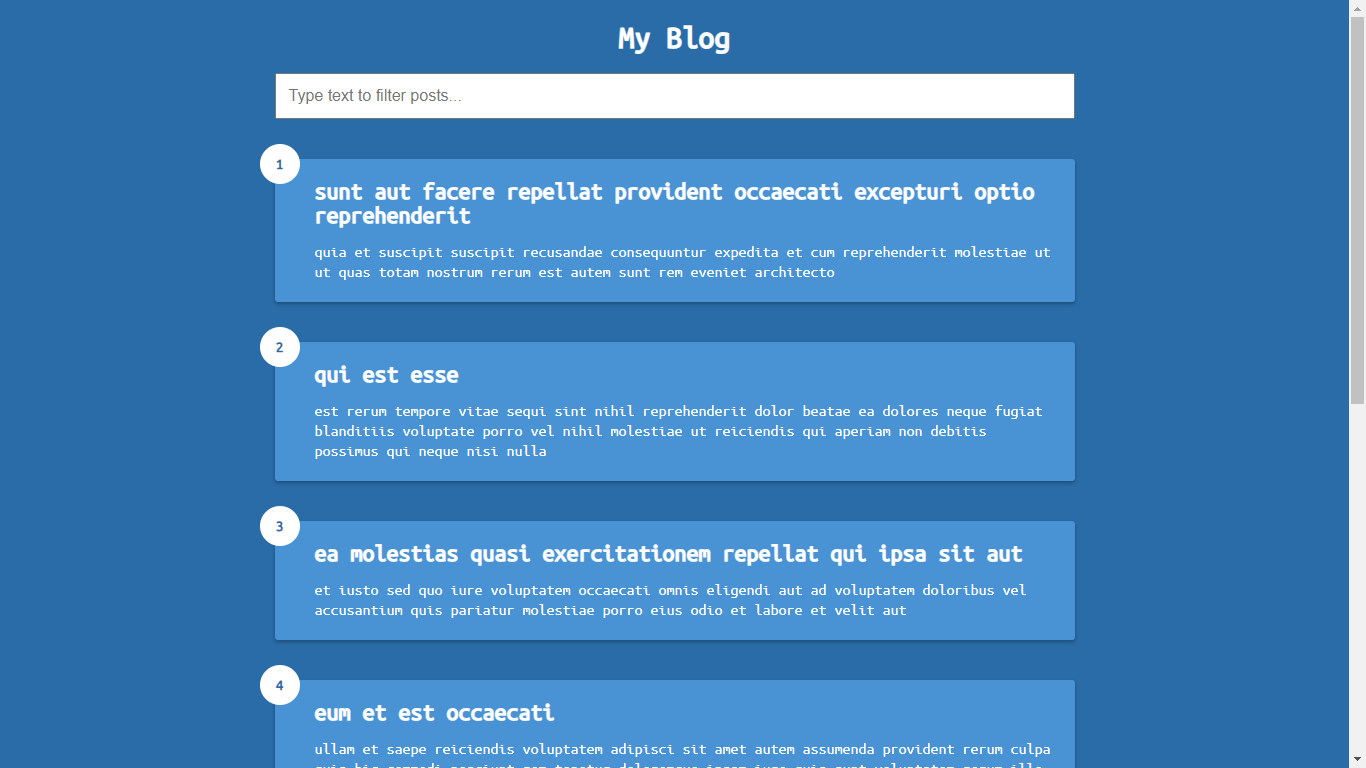 My Blog
Type text to filter posts...
1
sunt aut facere repellat provident occaecati excepturi optio
reprehenderit
quia et suscipit suscipit recusandae consequuntur expedita et cum reprehenderit molestiae ut
ut quas totam nostrum rerum est autem sunt rem eveniet architecto
2
qui est esse
est rerum tempore vitae sequi sint nihil reprehenderit dolor beatae ea dolores neque fugiat
blanditiis voluptate porro vel nihil molestiae ut reiciendis qui aperiam non debitis
possimus qui neque nisi nulla
3
ea molestias quasi exercitationem repellat qui ipsa sit aut
et iusto sed quo iure voluptatem occaecati omnis eligendi aut ad voluptatem doloribus vel
accusantium quis pariatur molestiae porro eius odio et labore et velit aut
4
eum et est occaecati
ullam et saepe reiciendis voluptatem adipisci sit amet autem assumenda provident rerum culpa